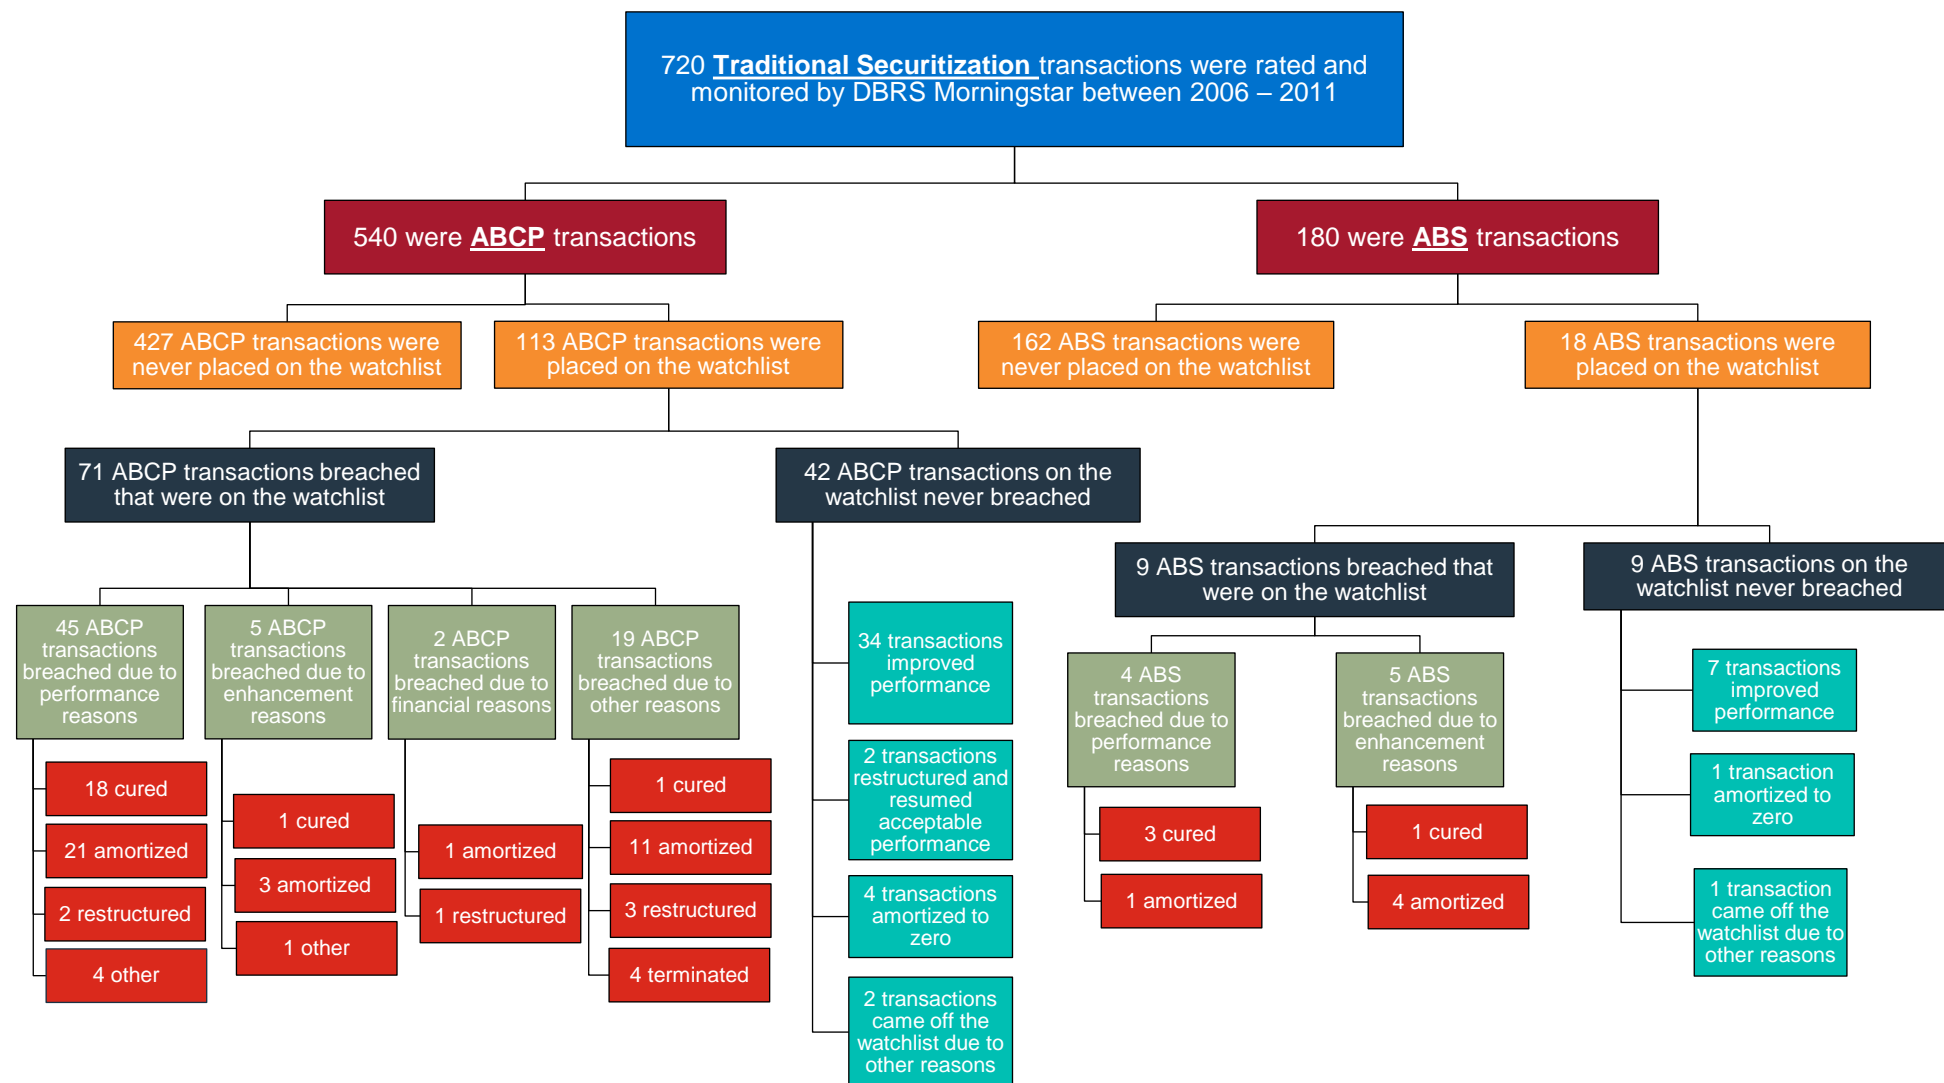 720 Traditional Securitization transactions were rated and
monitored by DBRS Morningstar between 2006 – 2011
540 were ABCP transactions
180 were ABS transactions
427 ABCP transactions were
never placed on the watchlist
113 ABCP transactions were
placed on the watchlist
162 ABS transactions were
never placed on the watchlist
18 ABS transactions were
placed on the watchlist
71 ABCP transactions breached
that were on the watchlist
42 ABCP transactions on the
watchlist never breached
9 ABS transactions breached that
were on the watchlist
9 ABS transactions on the
watchlist never breached
45 ABCP
transactions
breached due to
performance
reasons
5 ABCP
transactions
breached due to
enhancement
reasons
2 ABCP
transactions
breached due to
financial reasons
19 ABCP
transactions
breached due to
other reasons
18 cured
21 amortized
2 restructured
4 other
1 cured
3 amortized
1 other
1 amortized
1 restructured
1 cured
11 amortized
3 restructured
4 terminated
34 transactions
improved
performance
2 transactions
restructured and
resumed
acceptable
performance
4 transactions
amortized to
zero
2 transactions
came off the
watchlist due to
other reasons
4 ABS
transactions
breached due to
performance
reasons
5 ABS
transactions
breached due to
enhancement
reasons
3 cured
1 amortized
1 cured
4 amortized
7 transactions
improved
performance
1 transaction
amortized to
zero
1 transaction
came off the
watchlist due to
other reasons